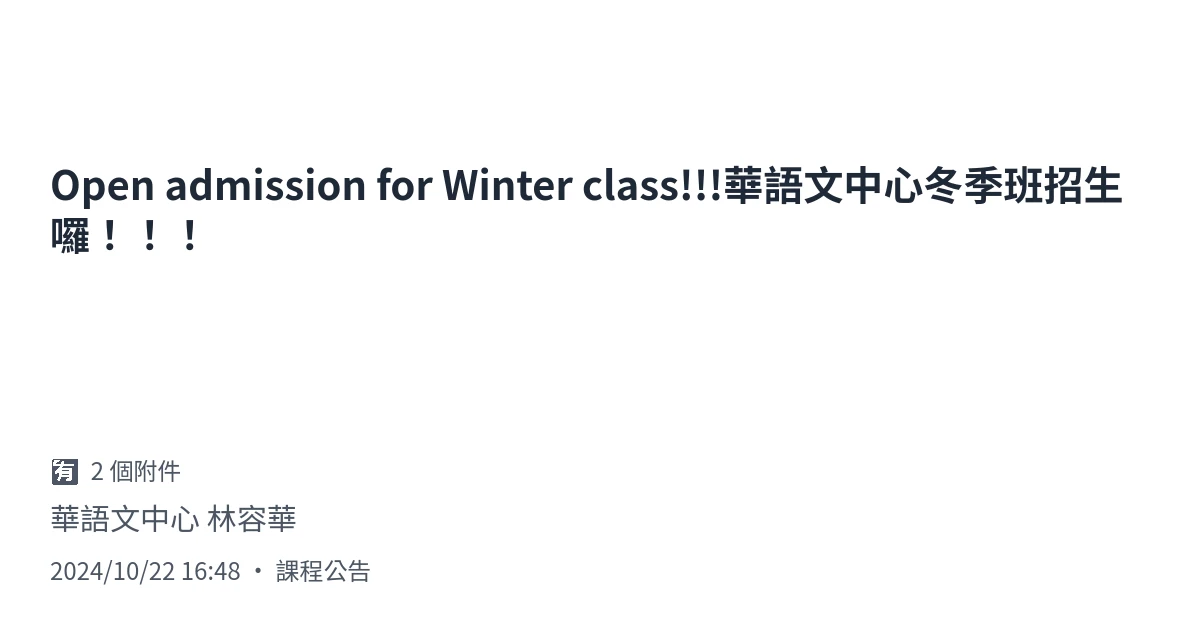 Open admission for Winter class!!!華語文中心冬季班招生
囉！！！
有 2 個附件
華語文中心 林容華
2024/10/22 16:48 • 課程公告